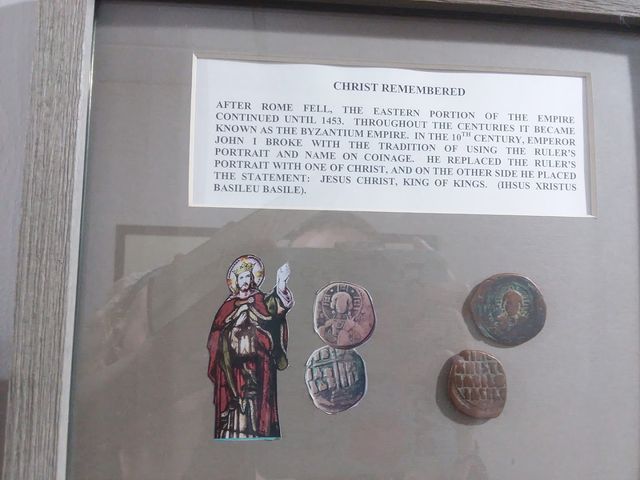 CHRIST REMEMBERED
AFTER ROME FELL, THE EASTERN PORTION OF THE EMPIRE
CONTINUED UNTIL 1453. THROUGHOUT THE CENTURIES IT BECAME
KNOWN AS THE BYZANTIUM EMPIRE. IN THE 10TH CENTURY, EMPEROR
JOHN I BROKE WITH THE TRADITION OF USING THE RULER'S
PORTRAIT AND NAME ON COINAGE. HE REPLACED THE RULER'S
PORTRAIT WITH ONE OF CHRIST, AND ON THE OTHER SIDE HE PLACED
THE STATEMENT: JESUS CHRIST, KING OF KINGS. (IHSUS XRISTUS
BASILEU BASILE).